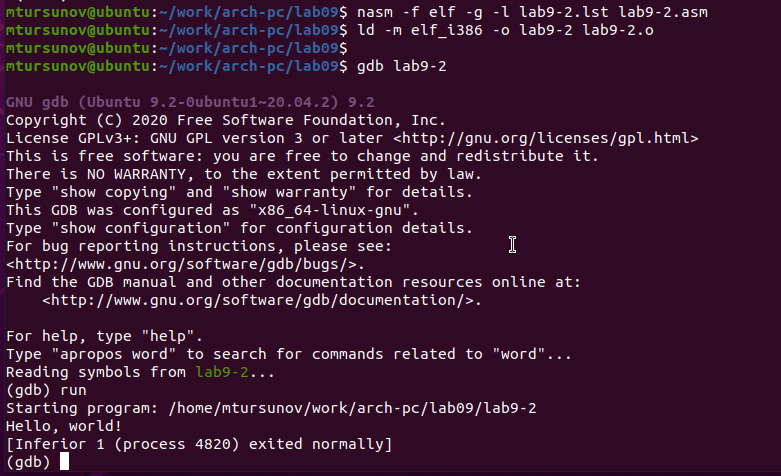 mtursunov@ubuntu:~/work/arch-pc/lab09$ nasm -f elf -g -l lab9-2.lst lab9-2.asm
mtursunov@ubuntu:~/work/arch-pc/lab09$ ld -m elf_i386 -o lab9-2 lab9-2.o
mtursunov@ubuntu:~/work/arch-pc/lab09$
mtursunov@ubuntu:~/work/arch-pc/lab09$ gdb lab9-2
GNU gdb (Ubuntu 9.2-0ubuntu1~20.04.2) 9.2
Copyright (C) 2020 Free Software Foundation, Inc.
License GPLv3+: GNU GPL version 3 or later <http://gnu.org/licenses/gpl.html>
This is free software: you are free to change and redistribute it.
There is NO WARRANTY, to the extent permitted by law.
Type "show copying" and "show warranty" for details.
This GDB was configured as "x86_64-linux-gnu".
Type "show configuration" for configuration details.
For bug reporting instructions, please see:
<http://www.gnu.org/software/gdb/bugs/>.
Find the GDB manual and other documentation resources online at:
    <http://www.gnu.org/software/gdb/documentation/>.
For help, type "help".
Type "apropos word" to search for commands related to "word"...
Reading symbols from lab9-2...
(gdb) run
Starting program: /home/mtursunov/work/arch-pc/lab09/lab9-2
Hello, world!
[Inferior 1 (process 4820) exited normally]
(gdb)